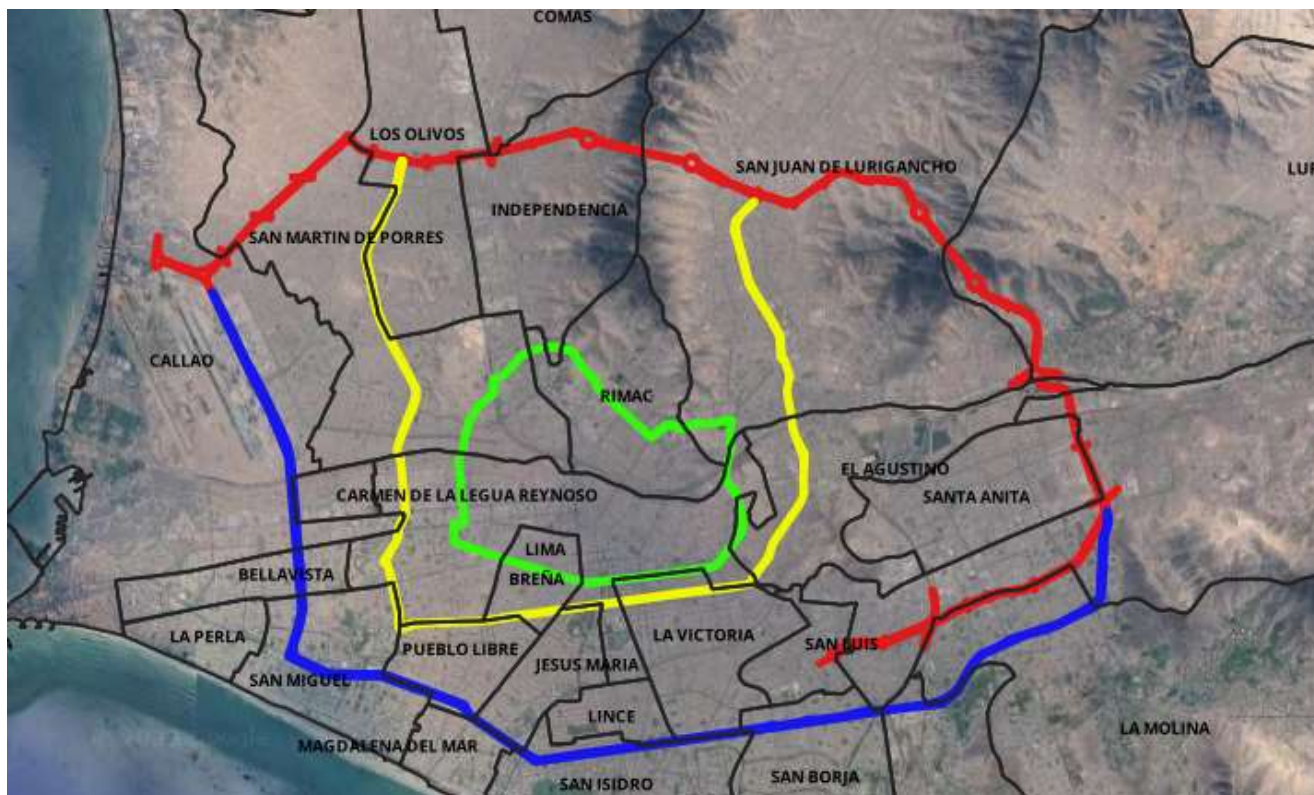 COMAS
LOS OLIVOS
SAN JUAN DE LURIGANCHO
INDEPENDENCIA
SAN MARTIN DE PORRES
CALLAO
RIMAC
EL AGUSTINO
CARMEN DE LA LEGUA REYNOSO
SANTA ANITA
LIMA
BELLAVISTA
BREÑA
LA PERLA
LA VICTORIA
SAN LUIS
PUEBLO LIBRE
JESUS MARIA
SAN MIGUEL
LINCE
LA MOLINA
MAGDALENA DEL MAR
SAN BORJA
SAN ISIDRO